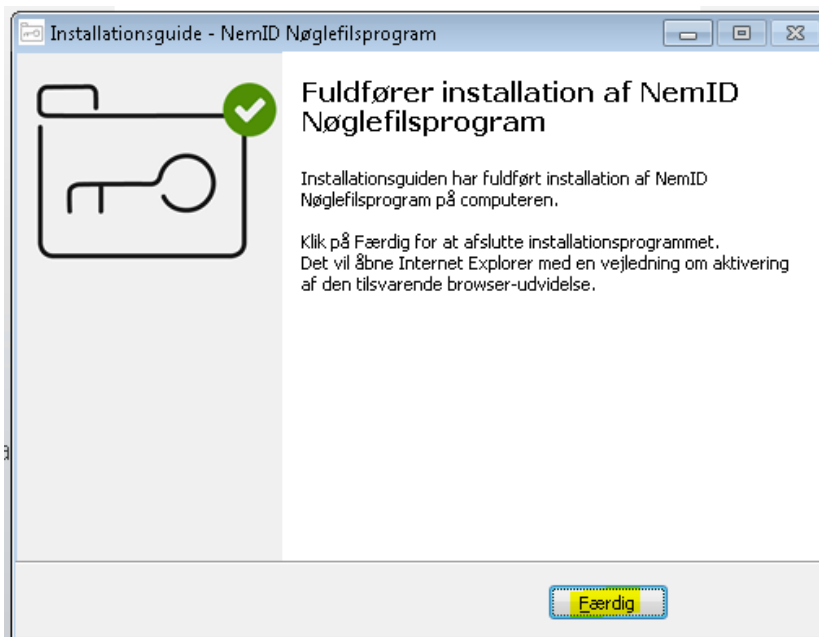 Installationsguide - NemID Nøglefilsprogram
Fuldfører installation af NemID
Nøglefilsprogram
Installationsguiden har fuldført installation af NemID
Nøglefilsprogram på computeren.
Klik på Færdig for at afslutte installationsprogrammet.
Det vil åbne Internet Explorer med en vejledning om aktivering
af den tilsvarende browser-udvidelse.
a
Færdig